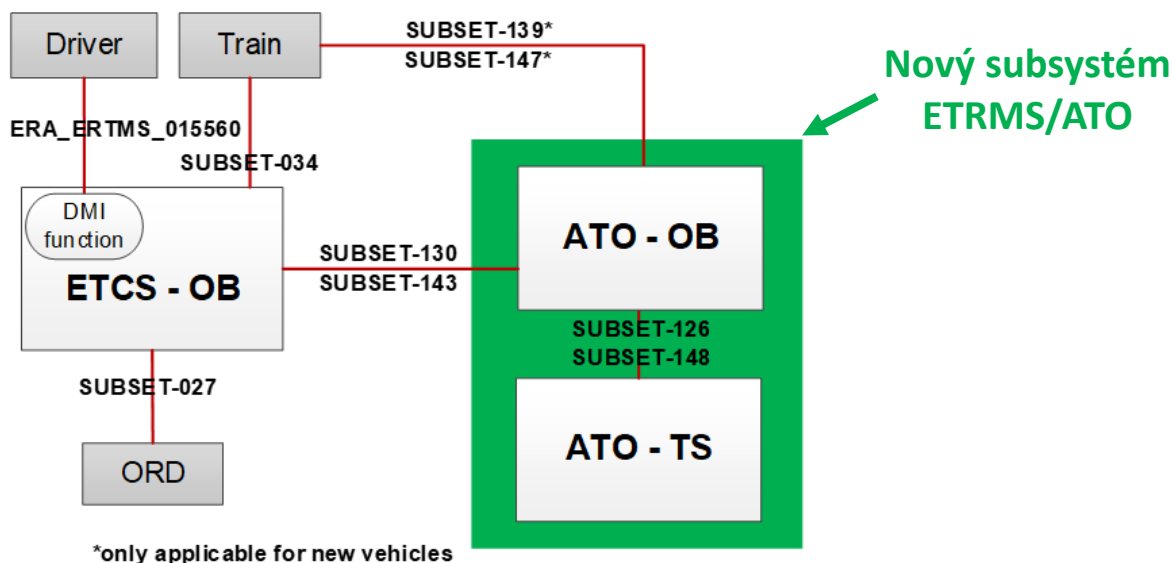 Driver
Train
SUBSET-139*
SUBSET-147*
Nový subsystém
ETRMS/ATO
ERA_ERTMS_015560
SUBSET-034
DMI
function
ETCS - OB
SUBSET-130
SUBSET-143
ATO - OB
SUBSET-126
SUBSET-148
SUBSET-027
ATO - TS
ORD
*only applicable for new vehicles